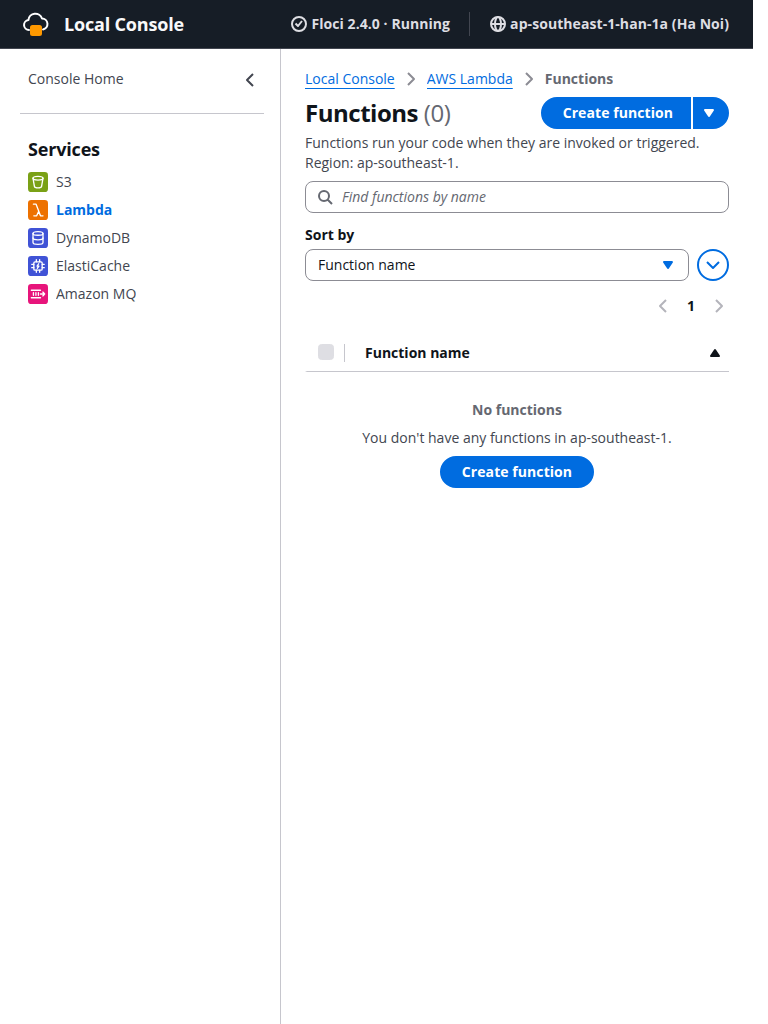 Local Console
Floci 2.4.0 · Running
ap-southeast-1-han-1a (Ha Noi)
Console Home
Services
S3
Lambda
DynamoDB
ElastiCache
Amazon MQ
Local Console
AWS Lambda
Functions
Functions (0)
Create function
Functions run your code when they are invoked or triggered.
Region: ap-southeast-1.
Find functions by name
Sort by
Function name
1
Function name
No functions
You don't have any functions in ap-southeast-1.
Create function